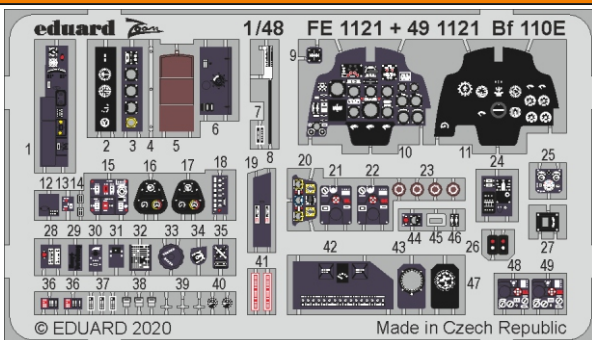 eduard Zoom 1/48 FE 1121 + 49 1121 Bf 110E
1 2 3 4 5 6 7 8 9 10 11
12 13 14 15 16 17 18 19 20 21 22 23 24 25
26 27
28 29 30 31 32 33 34 35 41 42 43 44 45 46 47
36 36 37 38 39 40 48 49
© EDUARD 2020 Made in Czech Republic